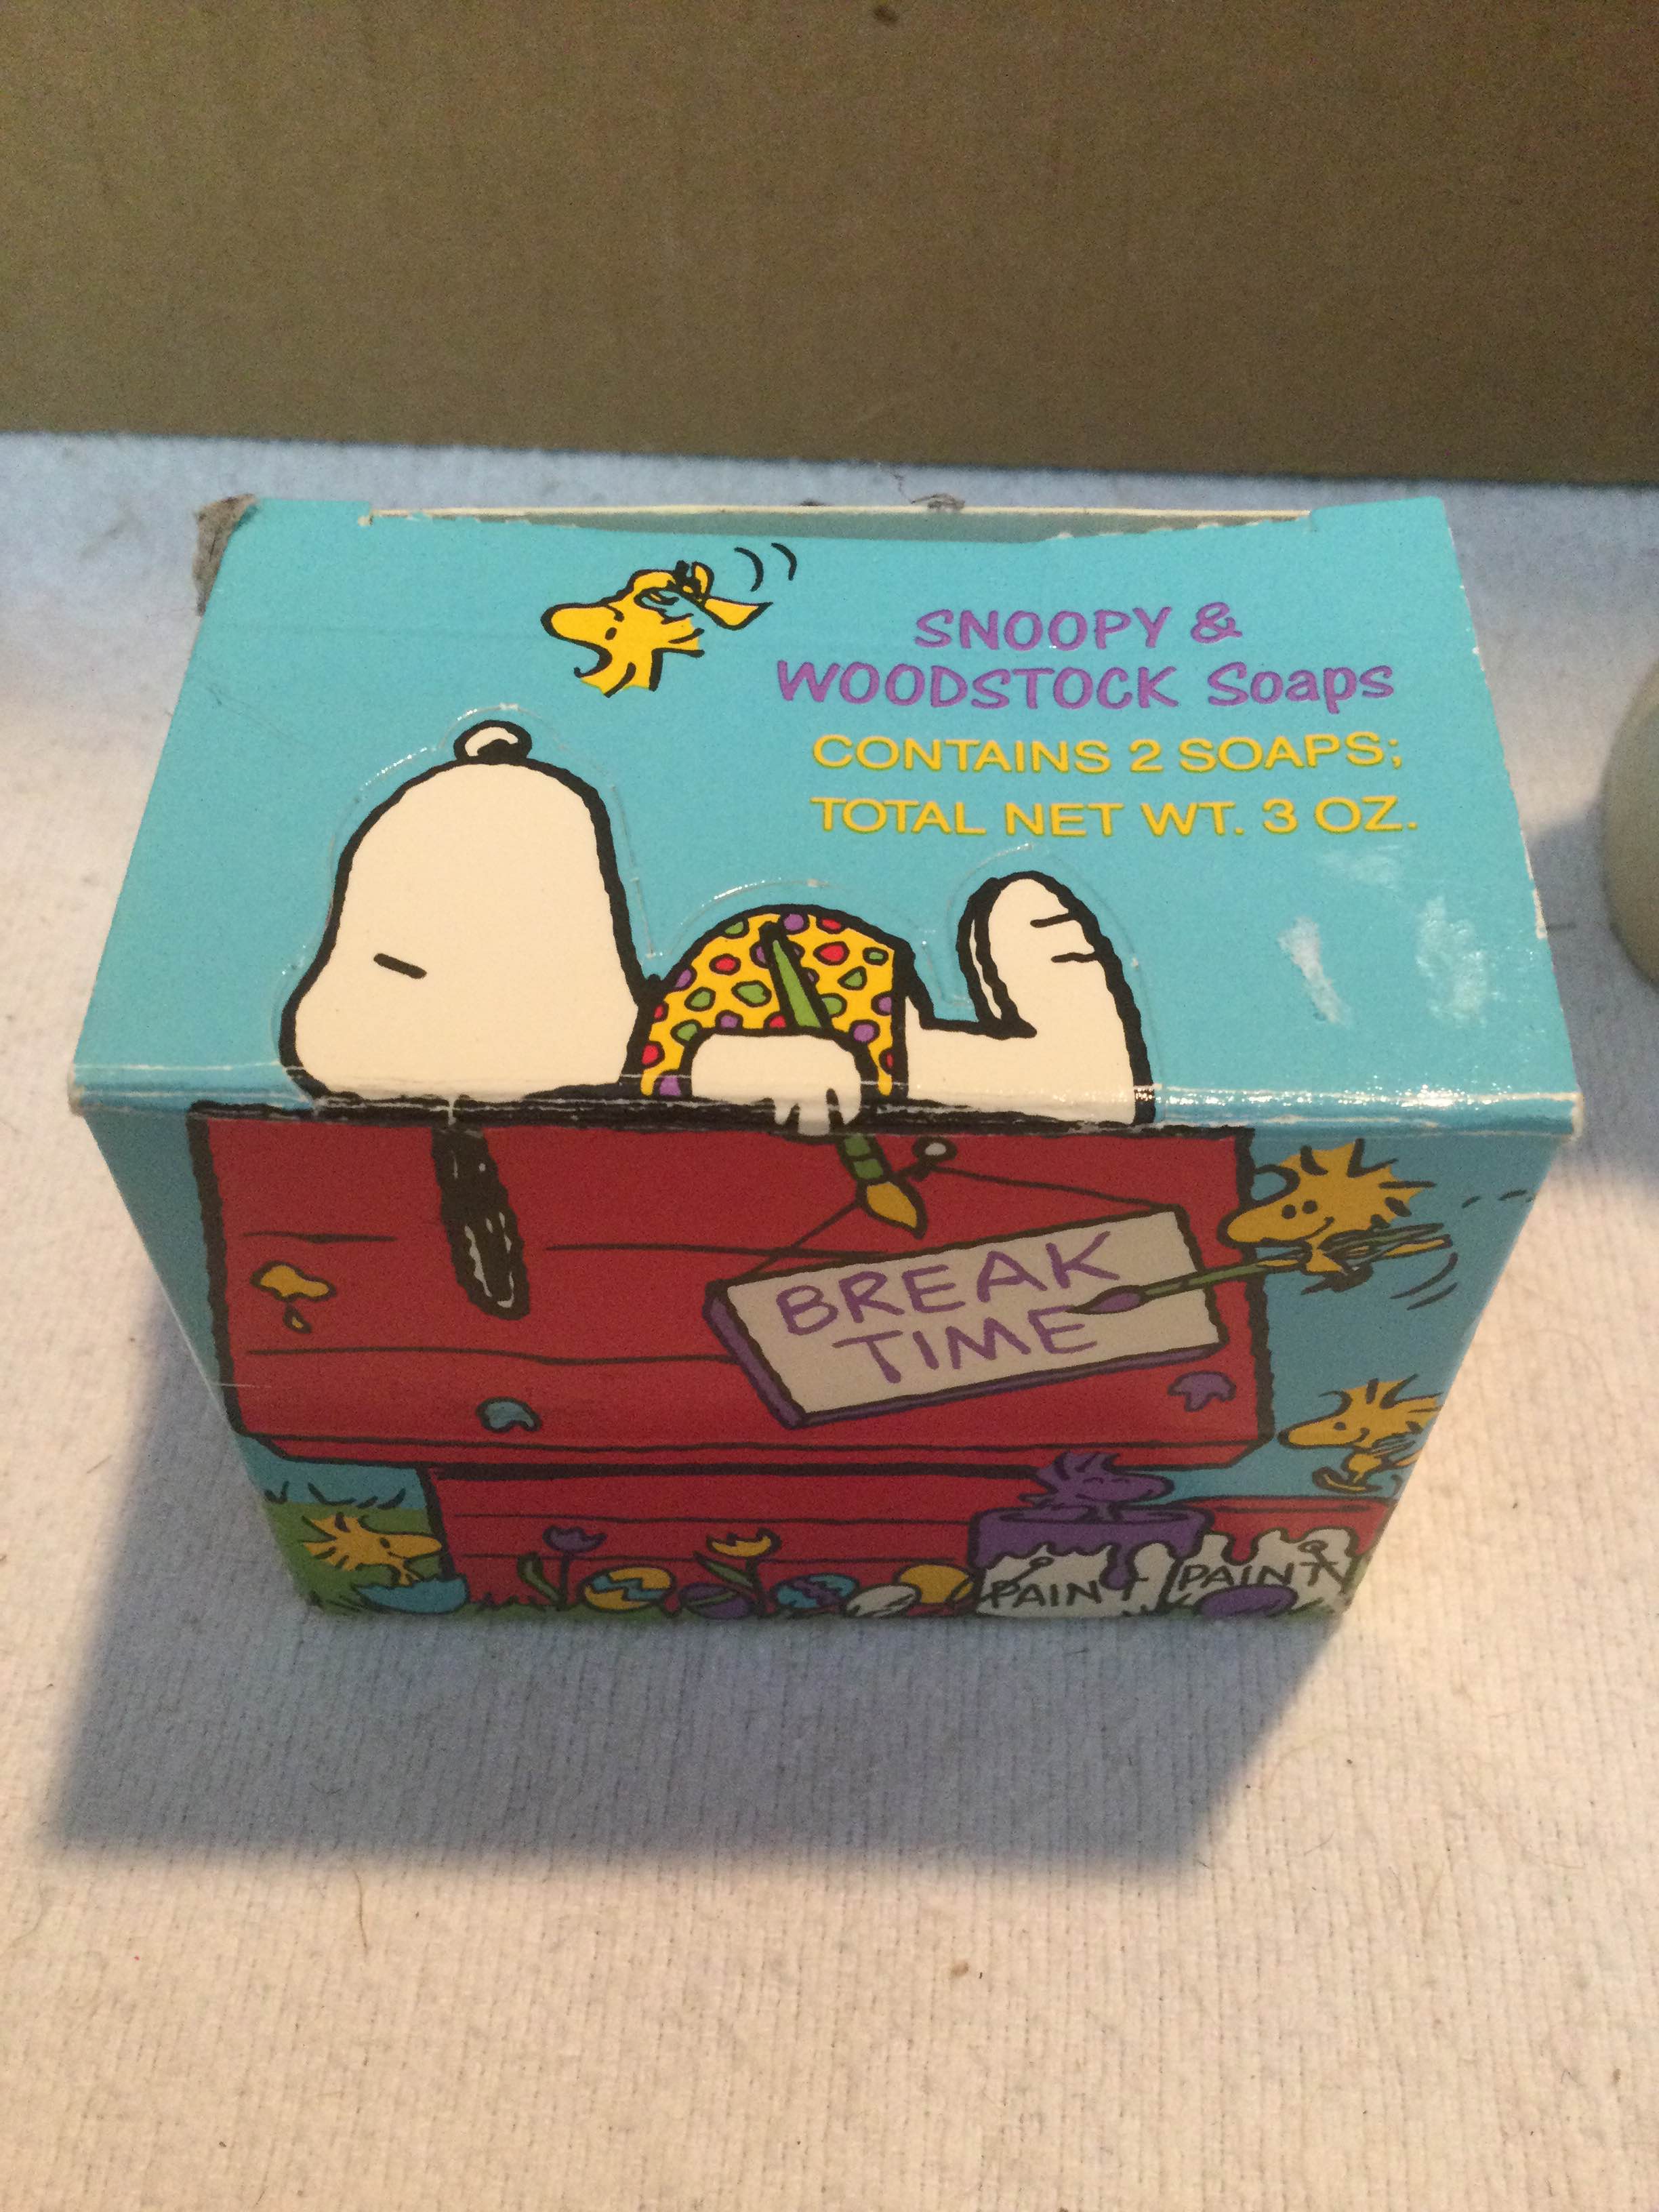 SNOOPY &
WOODSTOCK Soaps
CONTAINS 2 SOAPS;
TOTAL NET WT. 3 OZ.
BREAK
TIME
PAINT
PAINT